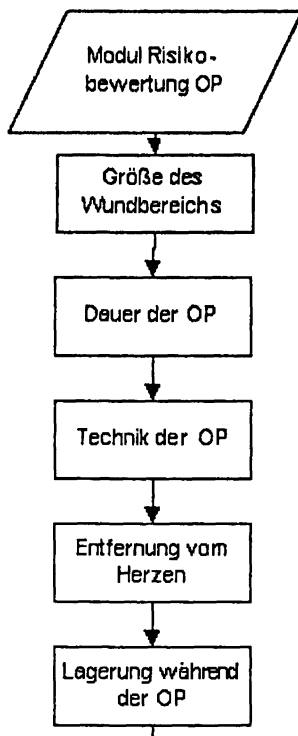 Modul Risiko-
bewertung OP
Größe des
Wundbereichs
Dauer der OP
Technik der OP
Entfernung vom
Herzen
Lagerung während
der OP